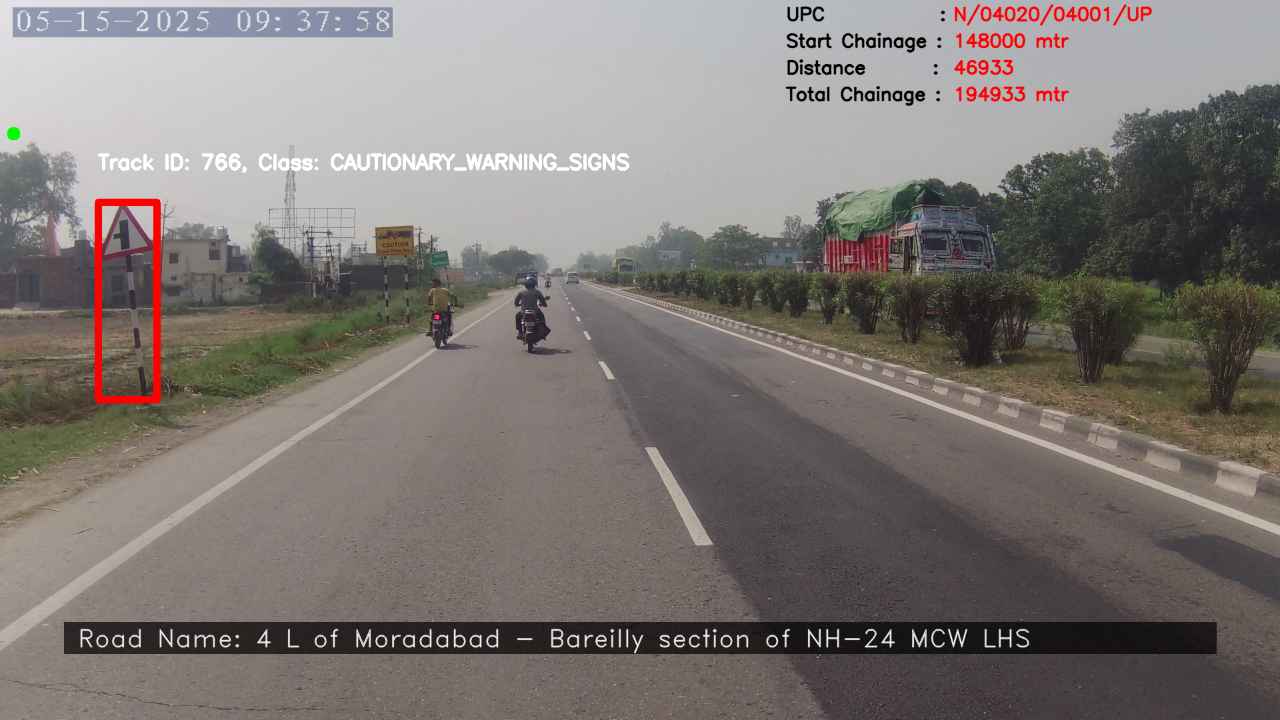 05-15-2025 09:37:58
UPC : N/04020/04001/UP
Start Chainage : 148000 mtr
Distance : 46933
Total Chainage : 194933 mtr
Track ID: 766, Class: CAUTIONARY_WARNING_SIGNS
CAUTION
Road Name: 4 L of Moradabad - Bareilly section of NH-24 MCW LHS